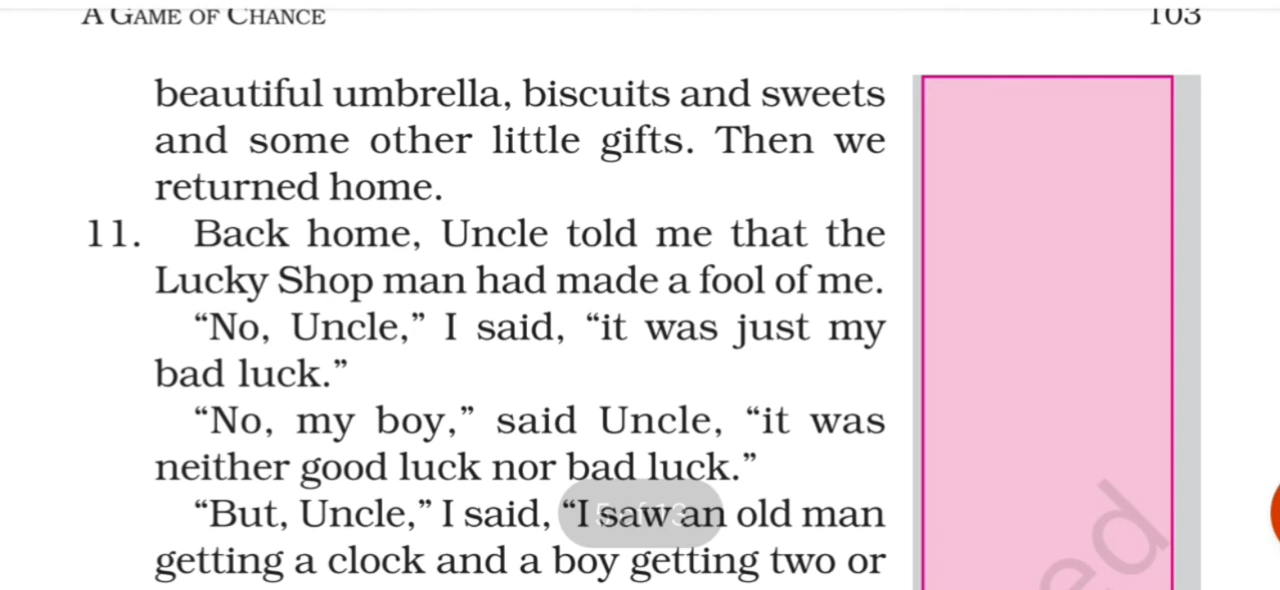 A GAME OF CHANCE 103
beautiful umbrella, biscuits and sweets
and some other little gifts. Then we
returned home.
11. Back home, Uncle told me that the
Lucky Shop man had made a fool of me.
“No, Uncle,” I said, “it was just my
bad luck.”
“No, my boy,” said Uncle, “it was
neither good luck nor bad luck.”
“But, Uncle,” I said, “I saw an old man
getting a clock and a boy getting two or
ed